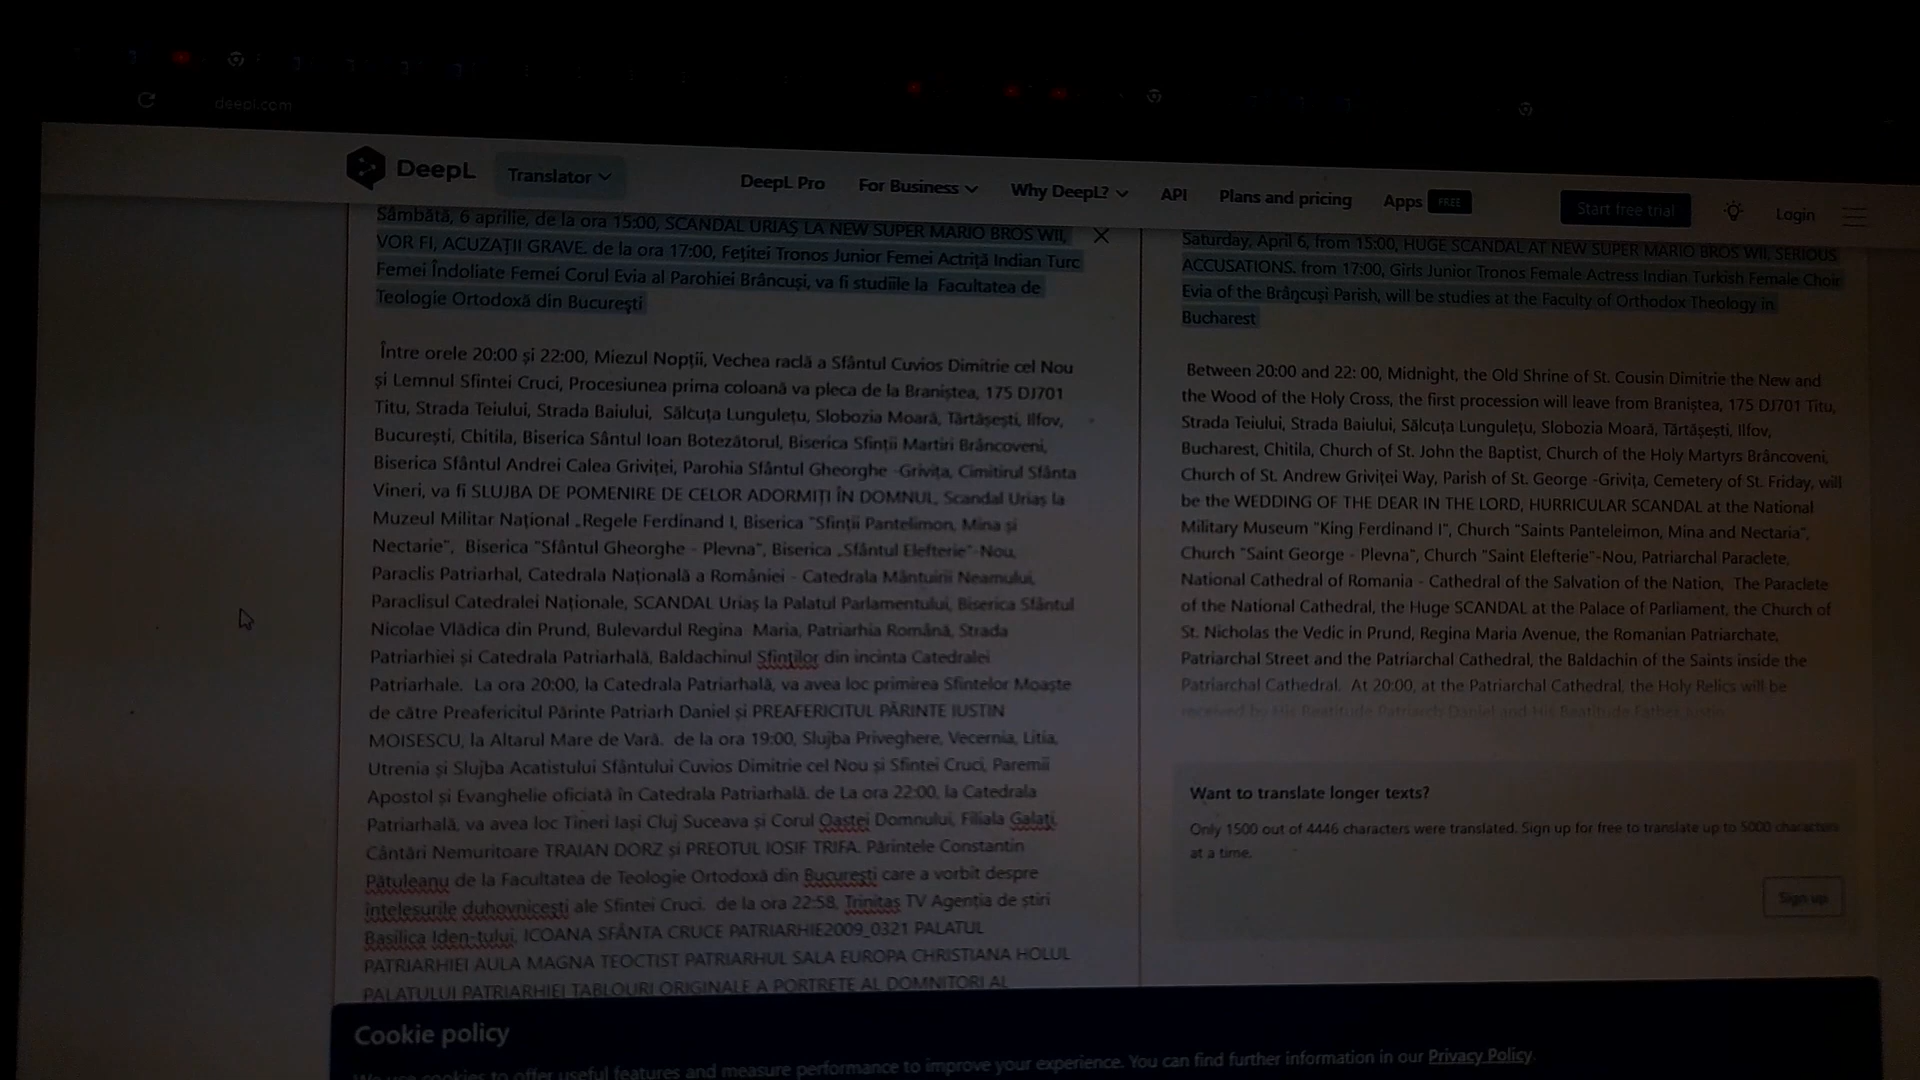 deepl.com
DeepL
Translator
DeepL Pro
For Business
Why DeepL?
API
Plans and pricing
Apps
FREE
Start free trial
Login
Sâmbătă, 6 aprilie, de la ora 15:00, SCANDAL URIAȘ LA NEW SUPER MARIO BROS WII,
VOR FI, ACUZAȚII GRAVE. de la ora 17:00, Fețitei Tronos Junior Femei Actriță Indian Turc
Femei Îndoliate Femei Corul Evia al Parohiei Brâncuși, va fi studiile la Facultatea de
Teologie Ortodoxă din București
Între orele 20:00 și 22:00, Miezul Nopții, Vechea raclă a Sfântul Cuvios Dimitrie cel Nou
și Lemnul Sfintei Cruci, Procesiunea prima coloană va pleca de la Braniștea, 175 DJ701
Titu, Strada Teiului, Strada Baiului, Sălcuța Lungulețu, Slobozia Moară, Tărtășești, Ilfov,
București, Chitila, Biserica Sântul Ioan Botezătorul, Biserica Sfinții Martiri Brâncoveni,
Biserica Sfântul Andrei Calea Griviței, Parohia Sfântul Gheorghe -Grivița, Cimitirul Sfânta
Vineri, va fi SLUJBA DE POMENIRE DE CELOR ADORMIȚI ÎN DOMNUL, Scandal Uriaș la
Muzeul Militar Național „Regele Ferdinand I, Biserica "Sfinții Pantelimon, Mina și
Nectarie", Biserica "Sfântul Gheorghe - Plevna", Biserica „Sfântul Elefterie"-Nou,
Paraclis Patriarhal, Catedrala Națională a României - Catedrala Mântuirii Neamului,
Paraclisul Catedralei Naționale, SCANDAL Uriaș la Palatul Parlamentului, Biserica Sfântul
Nicolae Vlădica din Prund, Bulevardul Regina Maria, Patriarhia Română, Strada
Patriarhiei și Catedrala Patriarhală, Baldachinul Sfinților din incinta Catedralei
Patriarhale. La ora 20:00, la Catedrala Patriarhală, va avea loc primirea Sfintelor Moaște
de către Preafericitul Părinte Patriarh Daniel și PREAFERICITUL PĂRINTE IUSTIN
MOISESCU, la Altarul Mare de Vară. de la ora 19:00, Slujba Priveghere, Vecernia, Litia,
Utrenia și Slujba Acatistului Sfântului Cuvios Dimitrie cel Nou și Sfintei Cruci, Paremii
Apostol și Evanghelie oficiată în Catedrala Patriarhală. de La ora 22:00, la Catedrala
Patriarhală, va avea loc Tineri Iași Cluj Suceava și Corul Oastei Domnului, Filiala Galați,
Cântări Nemuritoare TRAIAN DORZ și PREOTUL IOSIF TRIFA. Părintele Constantin
Pătuleanu de la Facultatea de Teologie Ortodoxă din București care a vorbit despre
înțelesurile duhovnicești ale Sfintei Cruci. de la ora 22:58, Trinitas TV Agenția de știri
Basilica Iden-tului, ICOANA SFÂNTA CRUCE PATRIARHIE2009_0321 PALATUL
PATRIARHIEI AULA MAGNA TEOCTIST PATRIARHUL SALA EUROPA CHRISTIANA HOLUL
PALATULUI PATRIARHIEI TABLOURI ORIGINALE A PORTRETE AL DOMNITORI AL
Saturday, April 6, from 15:00, HUGE SCANDAL AT NEW SUPER MARIO BROS WII, SERIOUS
ACCUSATIONS. from 17:00, Girls Junior Tronos Female Actress Indian Turkish Female Choir
Evia of the Brâncuși Parish, will be studies at the Faculty of Orthodox Theology in
Bucharest
Between 20:00 and 22: 00, Midnight, the Old Shrine of St. Cousin Dimitrie the New and
the Wood of the Holy Cross, the first procession will leave from Braniștea, 175 DJ701 Titu,
Strada Teiului, Strada Baiului, Sălcuța Lungulețu, Slobozia Moară, Tărtășești, Ilfov,
Bucharest, Chitila, Church of St. John the Baptist, Church of the Holy Martyrs Brâncoveni,
Church of St. Andrew Griviței Way, Parish of St. George -Grivița, Cemetery of St. Friday, will
be the WEDDING OF THE DEAR IN THE LORD, HURRICULAR SCANDAL at the National
Military Museum "King Ferdinand I", Church "Saints Panteleimon, Mina and Nectaria",
Church "Saint George - Plevna", Church "Saint Elefterie"-Nou, Patriarchal Paraclete,
National Cathedral of Romania - Cathedral of the Salvation of the Nation, The Paraclete
of the National Cathedral, the Huge SCANDAL at the Palace of Parliament, the Church of
St. Nicholas the Vedic in Prund, Regina Maria Avenue, the Romanian Patriarchate,
Patriarchal Street and the Patriarchal Cathedral, the Baldachin of the Saints inside the
Patriarchal Cathedral. At 20:00, at the Patriarchal Cathedral, the Holy Relics will be
received by His Beatitude Patriarch Daniel and His Beatitude Father Justin
Want to translate longer texts?
Only 1500 out of 4446 characters were translated. Sign up for free to translate up to 5000 characters
at a time.
Sign up
Cookie policy
We use cookies to offer useful features and measure performance to improve your experience. You can find further information in our Privacy Policy.